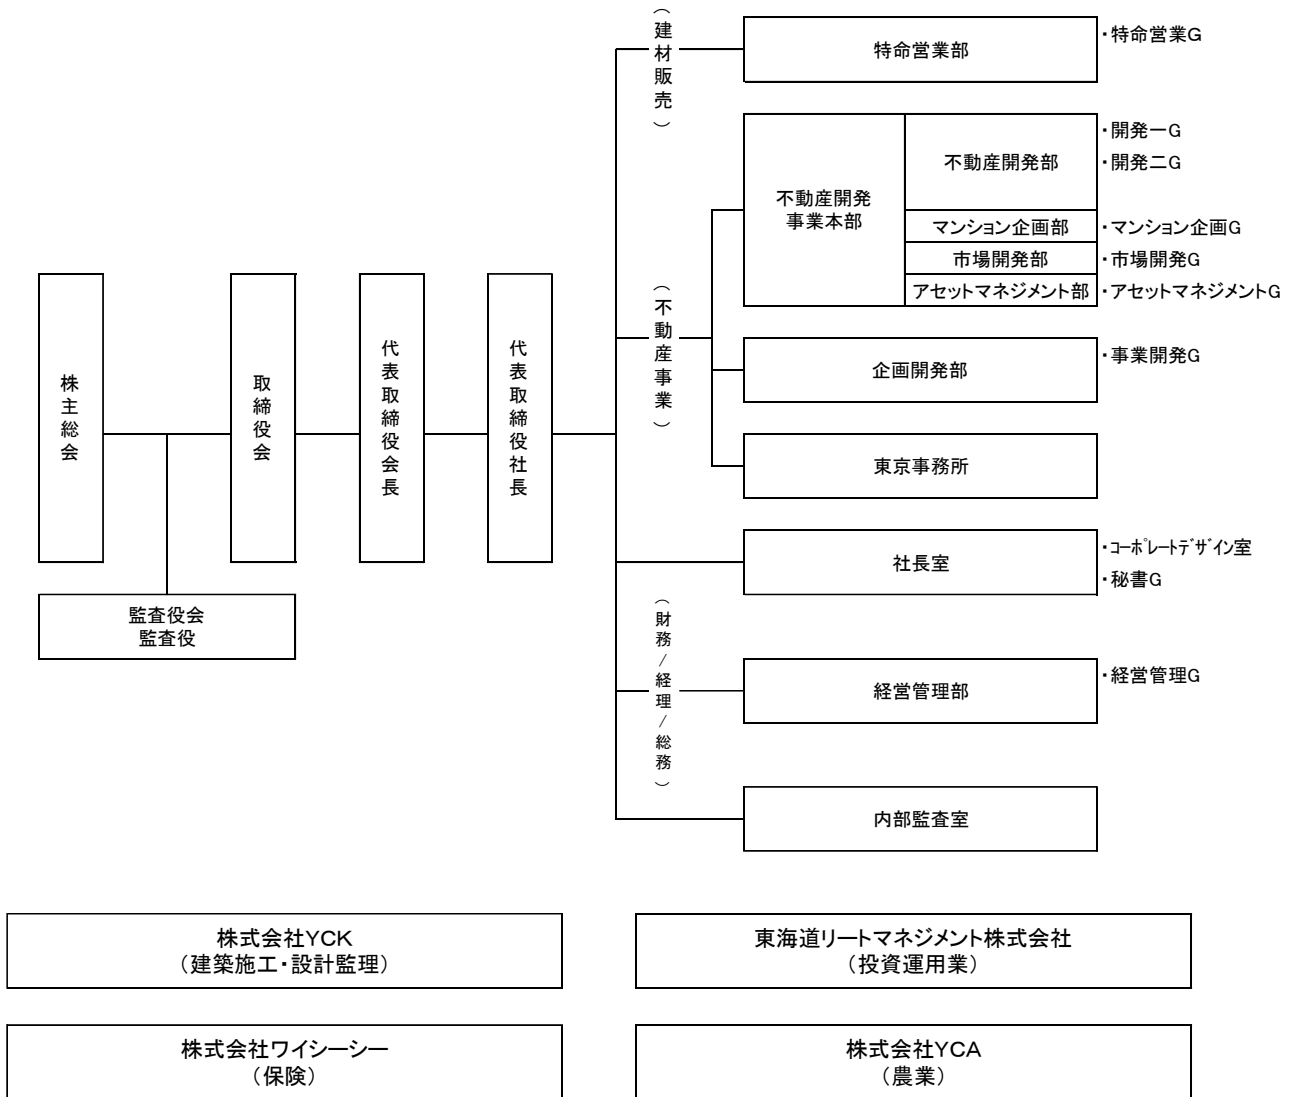 （建材販売）
特命営業部
・特命営業G
不動産開発
事業本部
不動産開発部
・開発一G
・開発二G
マンション企画部
・マンション企画G
市場開発部
・市場開発G
アセットマネジメント部
・アセットマネジメントG
株主総会
取締役会
代表取締役会長
代表取締役社長
（不動産事業）
企画開発部
・事業開発G
東京事務所
社長室
・ｺｰﾎﾟﾚｰﾄﾃﾞｻﾞｲﾝ室
・秘書G
監査役会
監査役
（財務/経理/総務）
経営管理部
・経営管理G
内部監査室
株式会社YCK
（建築施工・設計監理）
東海道リートマネジメント株式会社
（投資運用業）
株式会社ワイシーシー
（保険）
株式会社YCA
（農業）